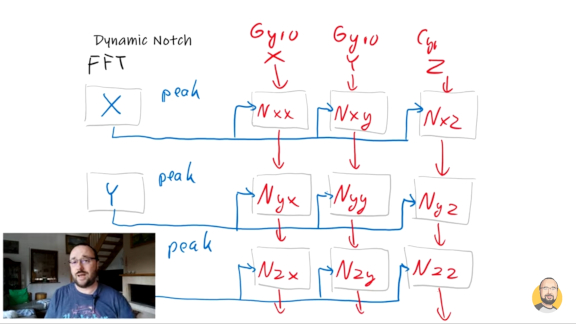 Dynamic Notch
FFT
Gyro Gyro Gyro
X Y Z
X peak Nxx Nxy Nxz
Y peak Nyx Nyy Nyz
peak Nzx Nzy Nzz